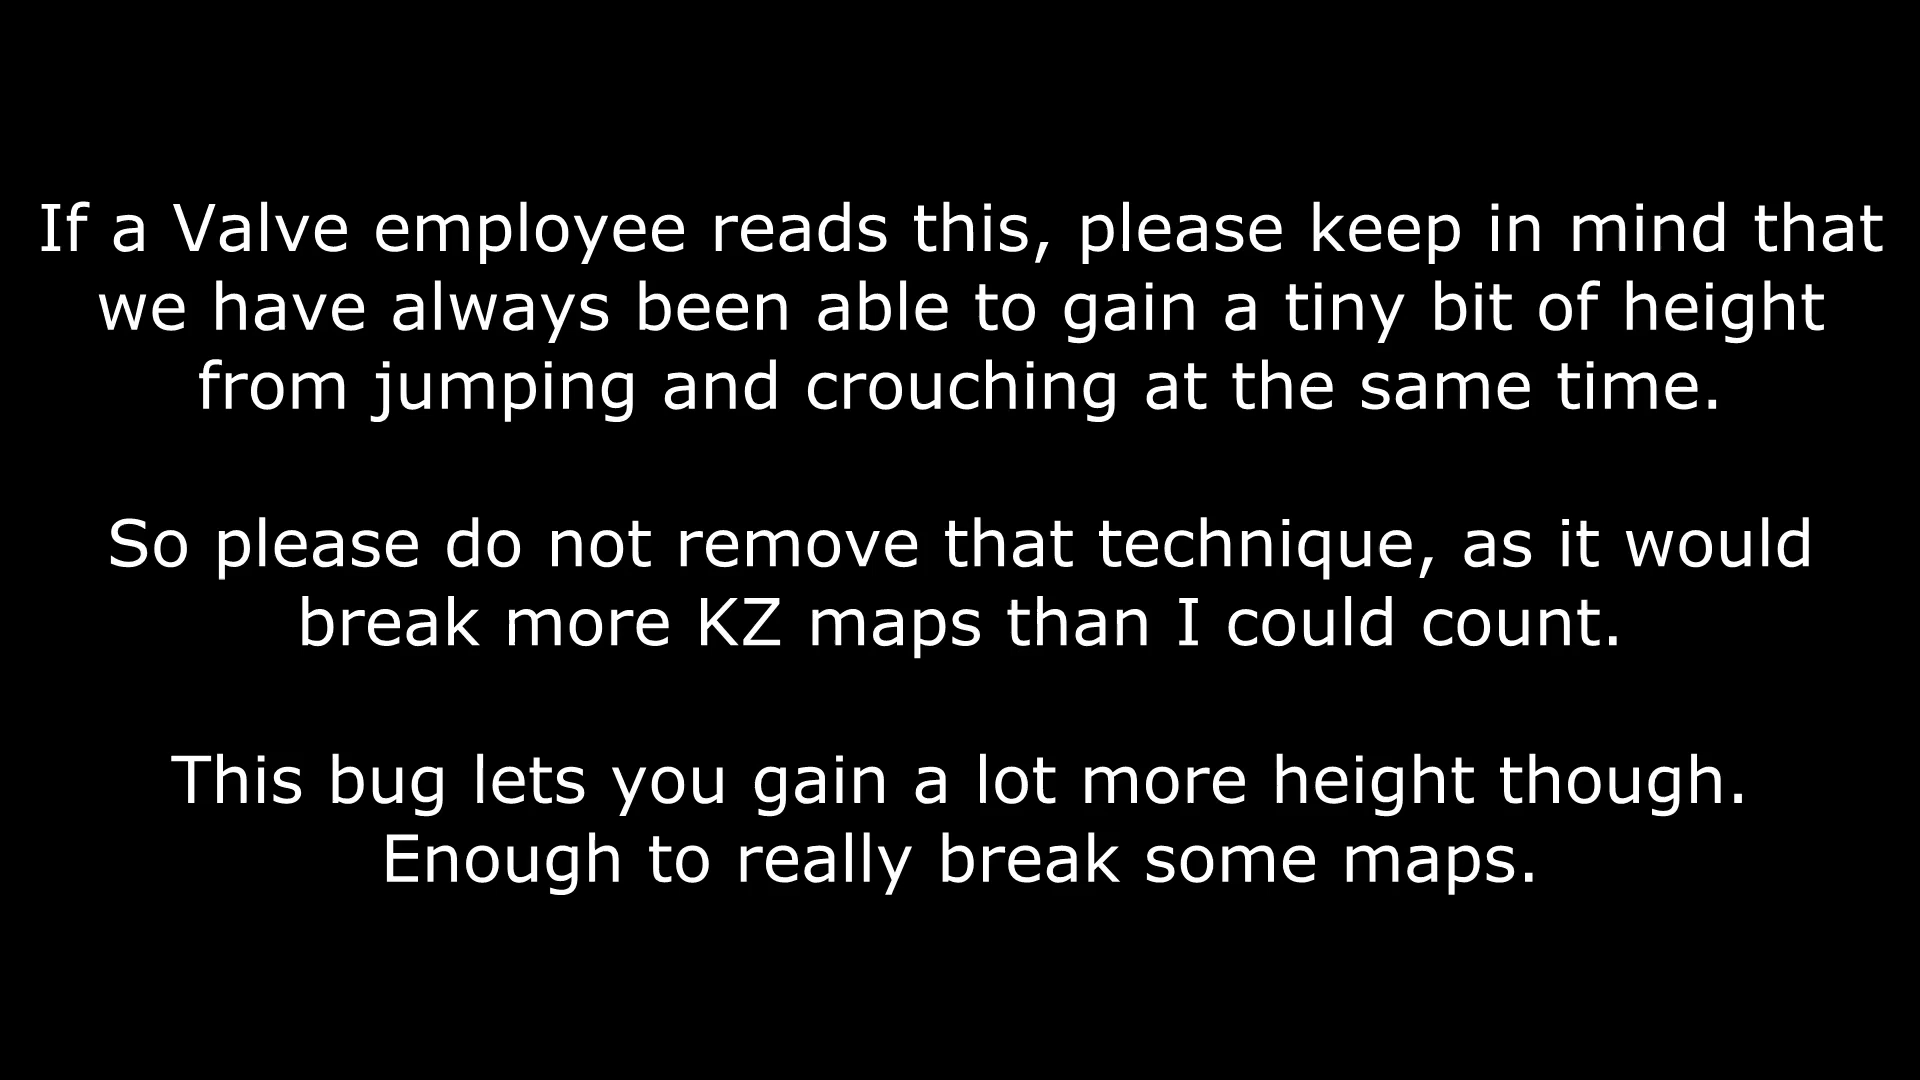 If a Valve employee reads this, please keep in mind that
we have always been able to gain a tiny bit of height
from jumping and crouching at the same time.
So please do not remove that technique, as it would
break more KZ maps than I could count.
This bug lets you gain a lot more height though.
Enough to really break some maps.